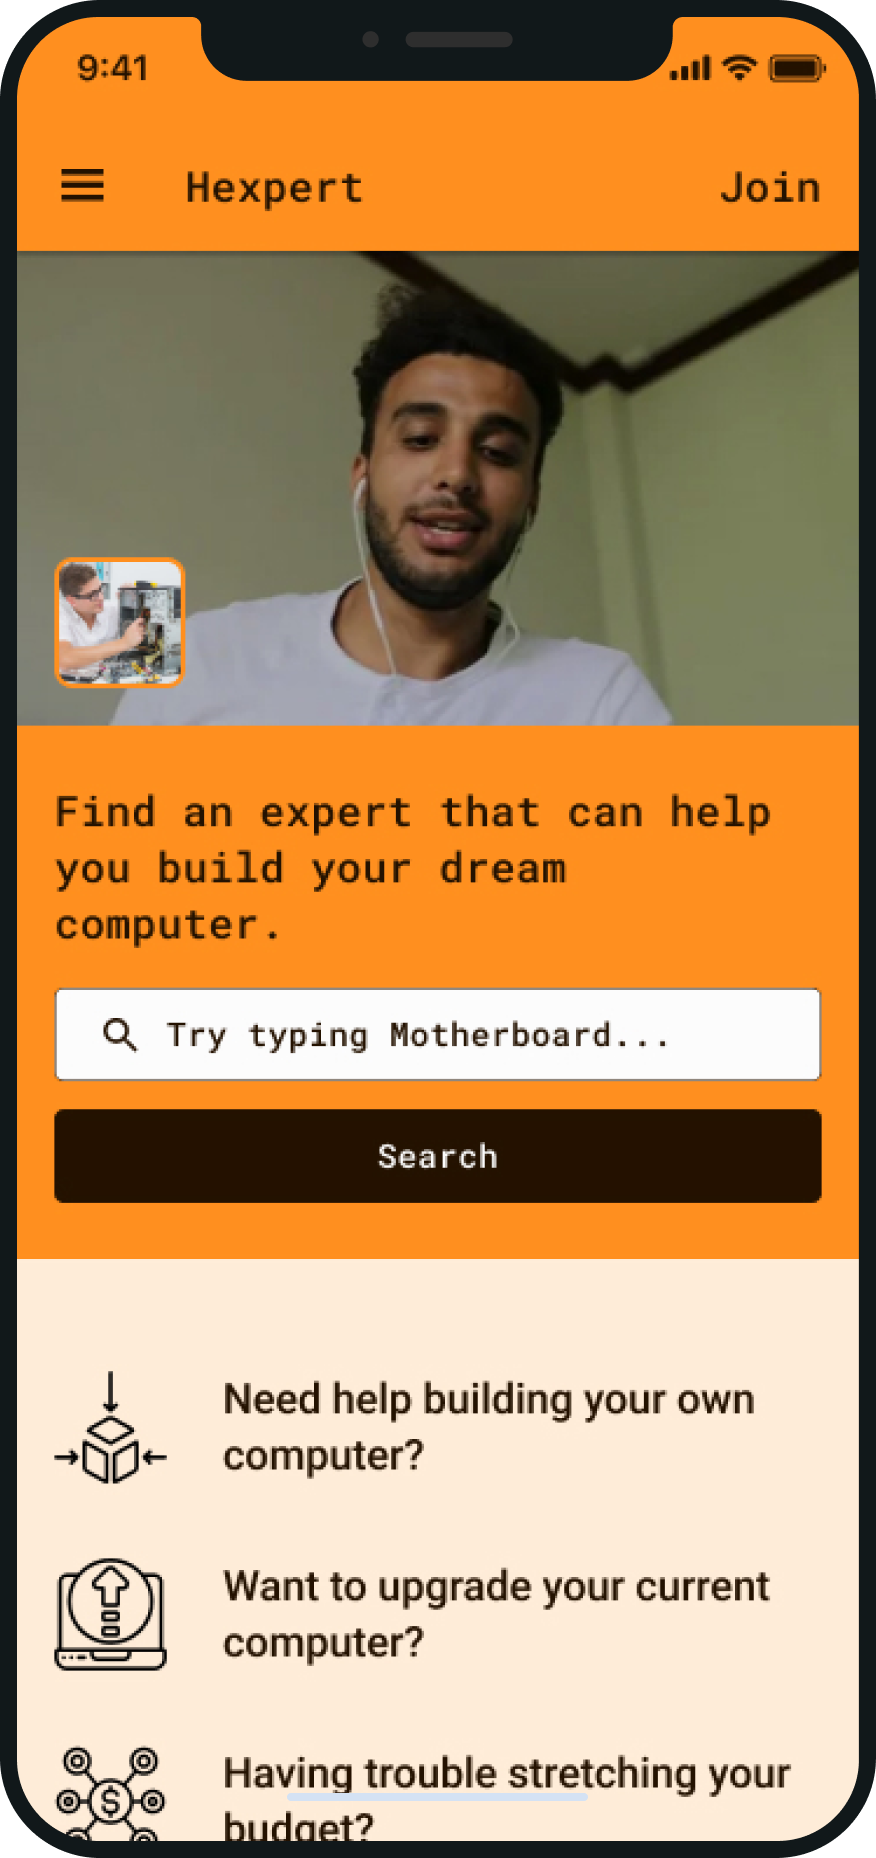 9:41
Hexpert Join
Find an expert that can help
you build your dream
computer.
Try typing Motherboard...
Search
Need help building your own
computer?
Want to upgrade your current
computer?
$
Having trouble stretching your
budget?